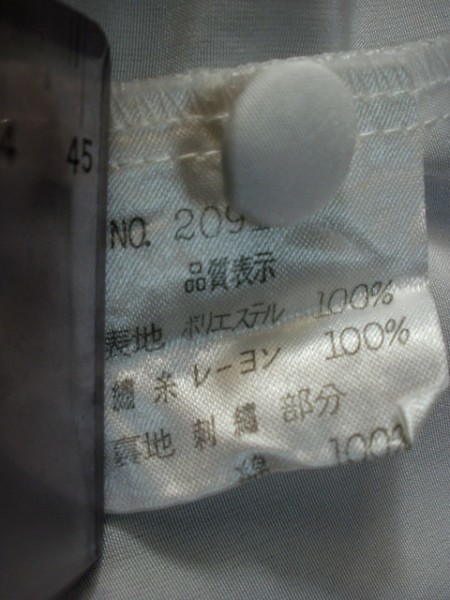 45
NO. 209
品質表示
表地 ポリエステル 100%
繍糸 レーヨン 100%
裏地 刺繍部分
綿 100%